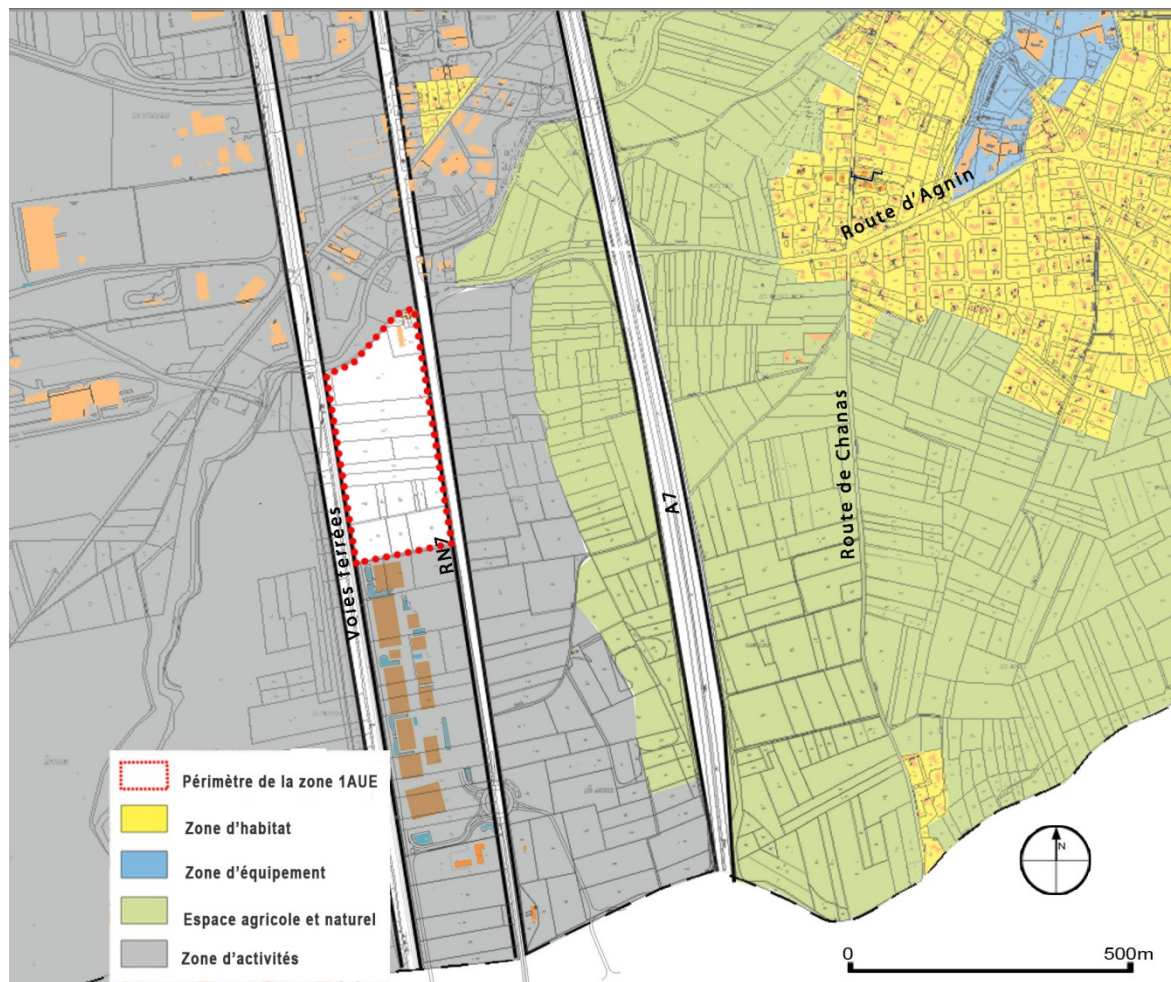 Route d'Agnin
Route de Chanas
A7
RN7
Voies ferrées
Périmètre de la zone 1AUE
Zone d'habitat
Zone d'équipement
Espace agricole et naturel
Zone d'activités
N
0
500m